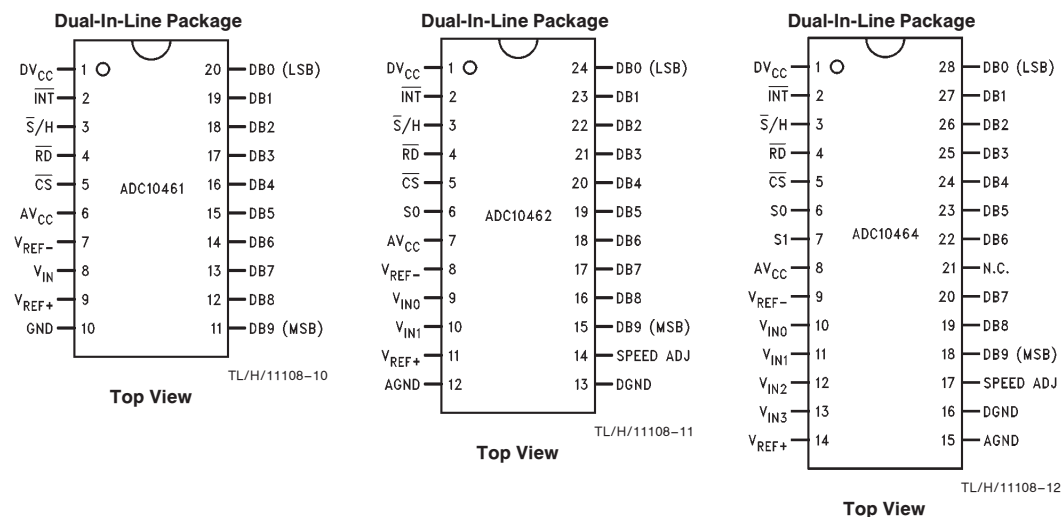 Dual-In-Line Package
DVCC 1 20 DB0 (LSB)
INT 2 19 DB1
S/H 3 18 DB2
RD 4 17 DB3
CS 5 16 DB4
ADC10461
AVCC 6 15 DB5
VREF- 7 14 DB6
VIN 8 13 DB7
VREF+ 9 12 DB8
GND 10 11 DB9 (MSB)
TL/H/11108-10
Top View
Dual-In-Line Package
DVCC 1 24 DB0 (LSB)
INT 2 23 DB1
S/H 3 22 DB2
RD 4 21 DB3
CS 5 20 DB4
S0 6 19 DB5
ADC10462
AVCC 7 18 DB6
VREF- 8 17 DB7
VIN0 9 16 DB8
VIN1 10 15 DB9 (MSB)
VREF+ 11 14 SPEED ADJ
AGND 12 13 DGND
TL/H/11108-11
Top View
Dual-In-Line Package
DVCC 1 28 DB0 (LSB)
INT 2 27 DB1
S/H 3 26 DB2
RD 4 25 DB3
CS 5 24 DB4
S0 6 23 DB5
S1 7 ADC10464 22 DB6
AVCC 8 21 N.C.
VREF- 9 20 DB7
VIN0 10 19 DB8
VIN1 11 18 DB9 (MSB)
VIN2 12 17 SPEED ADJ
VIN3 13 16 DGND
VREF+ 14 15 AGND
TL/H/11108-12
Top View